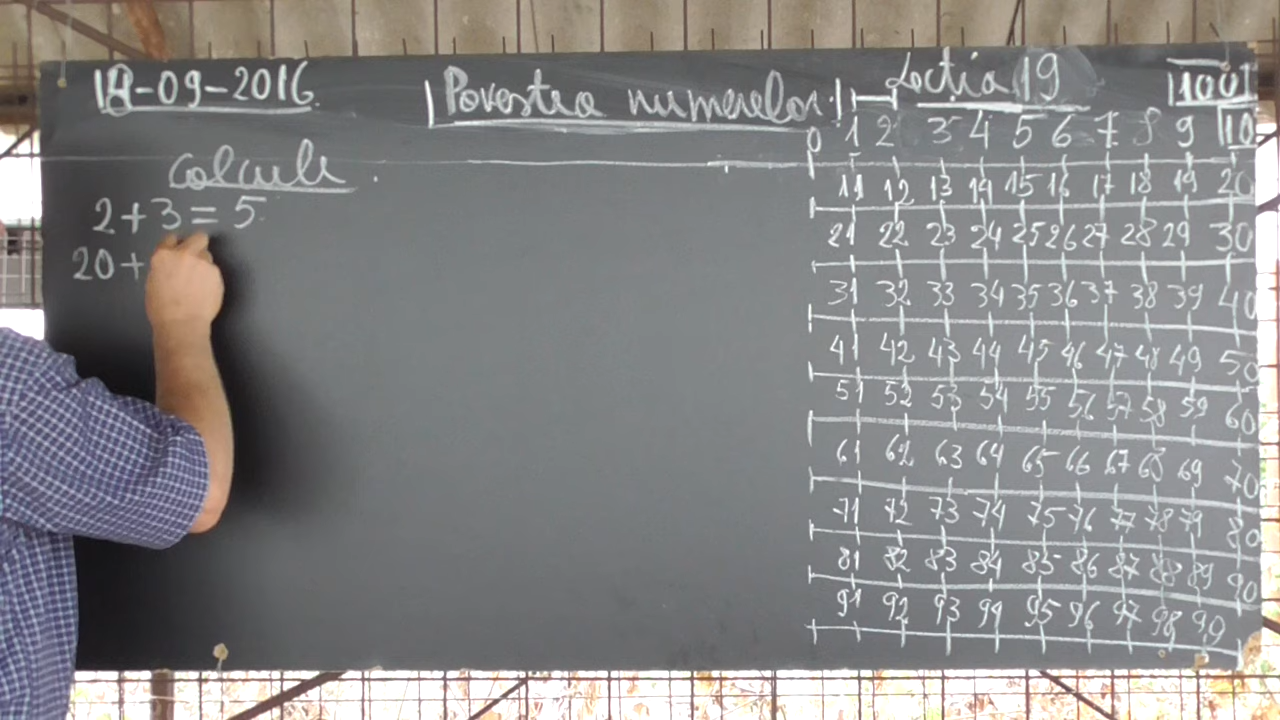 14-09-2016
Povestea numerelor.
Lectia 19
100
calcule.
2+3=5
20+
0 1 2 3 4 5 6 7 8 9 10
11 12 13 14 15 16 17 18 19 20
21 22 23 24 25 26 27 28 29 30
31 32 33 34 35 36 37 38 39 40
41 42 43 44 45 46 47 48 49 50
51 52 53 54 55 56 57 58 59 60
61 62 63 64 65 66 67 68 69 70
71 72 73 74 75 76 77 78 79 80
81 82 83 84 85 86 87 88 89 90
91 92 93 94 95 96 97 98 99